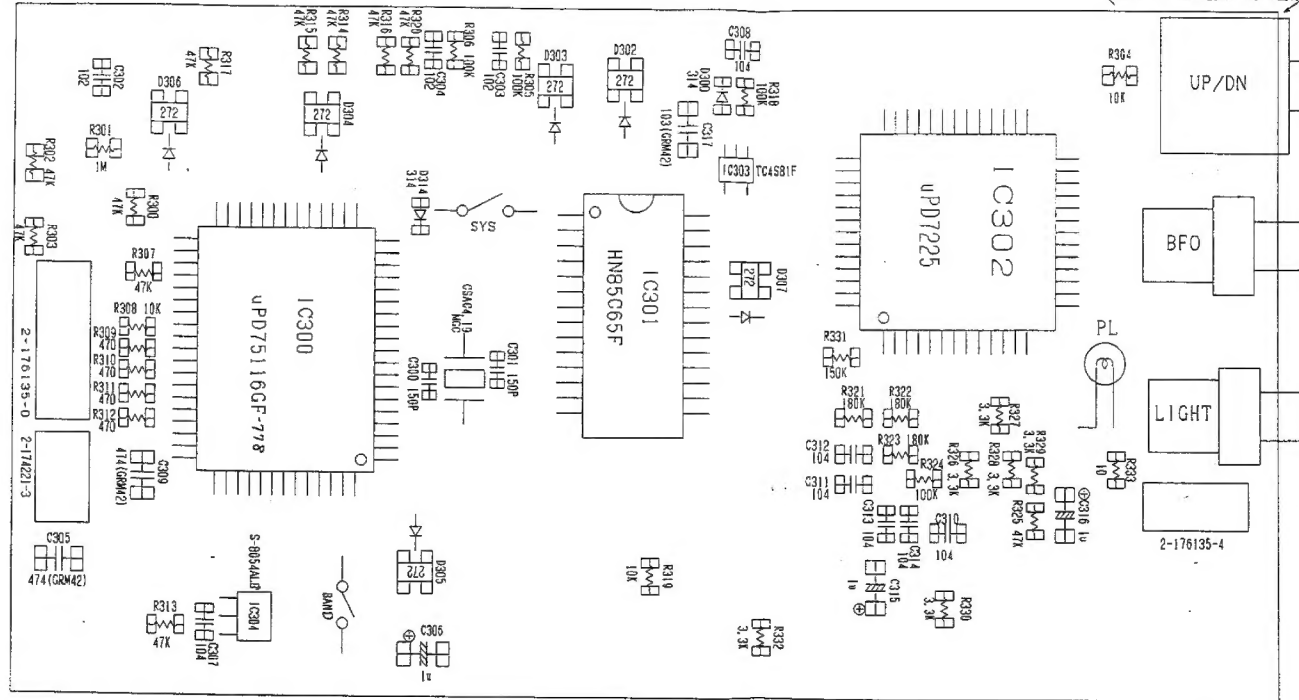 R315
47K
R314
47K
R316
47K
R320
47K
R306 100K
C304
102
C303
102
R305
100K
D303
272
D302
272
C308
104
D300
314
R318
100K
R304
10K
UP/DN
C302
102
R317
47K
D306
272
D304
272
R301
1M
R302
47K
R303
47K
R300
47K
103(GRM42)
C317
IC303
TC4S81F
D314
314
SYS
IC302
uPD7225
BFO
R307
47K
R308 10K
R309
470
R310
470
R311
470
R312
470
2-176135-0
2-174221-3
IC300
uPD75116GF-778
CSAC4.19
MGC
C300 150P
C301 150P
IC301
HN85C65F
D307
272
R331
150K
PL
R321
180K
R322
180K
R323 180K
R324
100K
R327
3.3K
R326 3.3K
R328 3.3K
R329
3.3K
LIGHT
C312
104
C311
104
C313 104
C314
104
C310
104
R325 47K
C316 1u
R333
10
2-176135-4
474(GRM42)
C309
C305
474(GRM42)
R313
47K
C307
104
IC304
BAND
D305
272
C306
1u
R319
10K
R332
3.3K
1u
C315
R330
3.3K